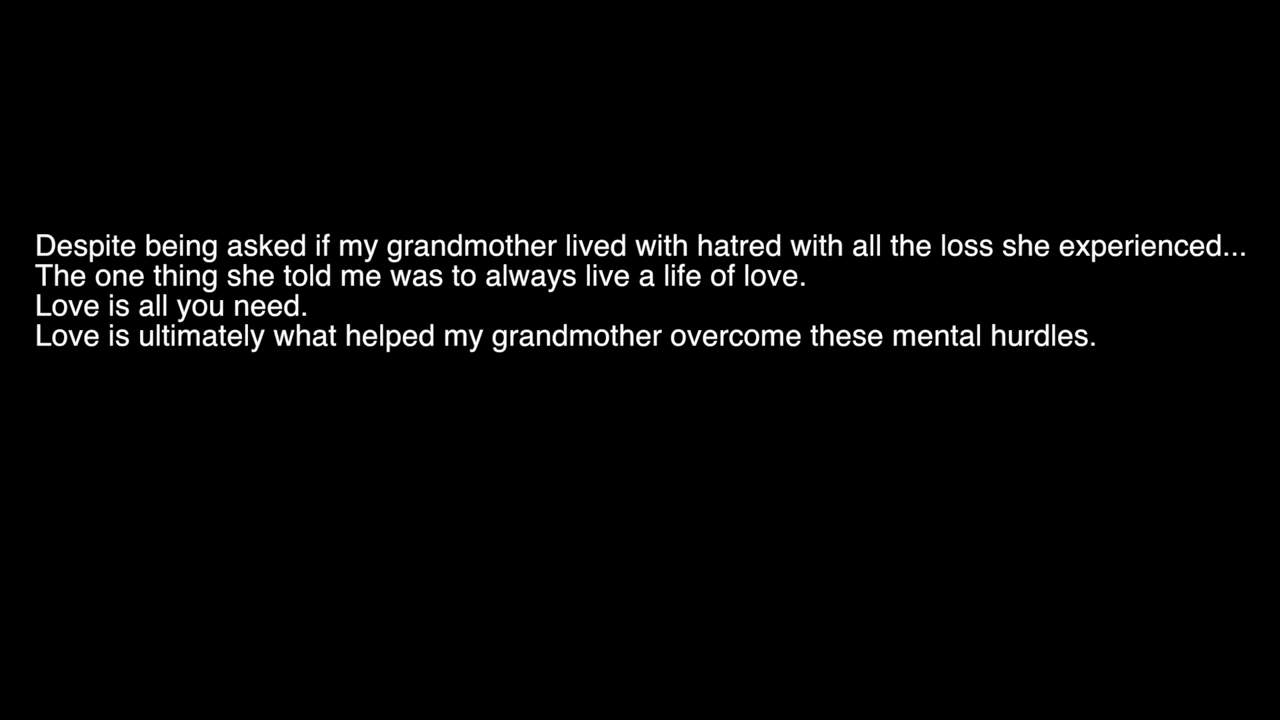 Despite being asked if my grandmother lived with hatred with all the loss she experienced...
The one thing she told me was to always live a life of love.
Love is all you need.
Love is ultimately what helped my grandmother overcome these mental hurdles.